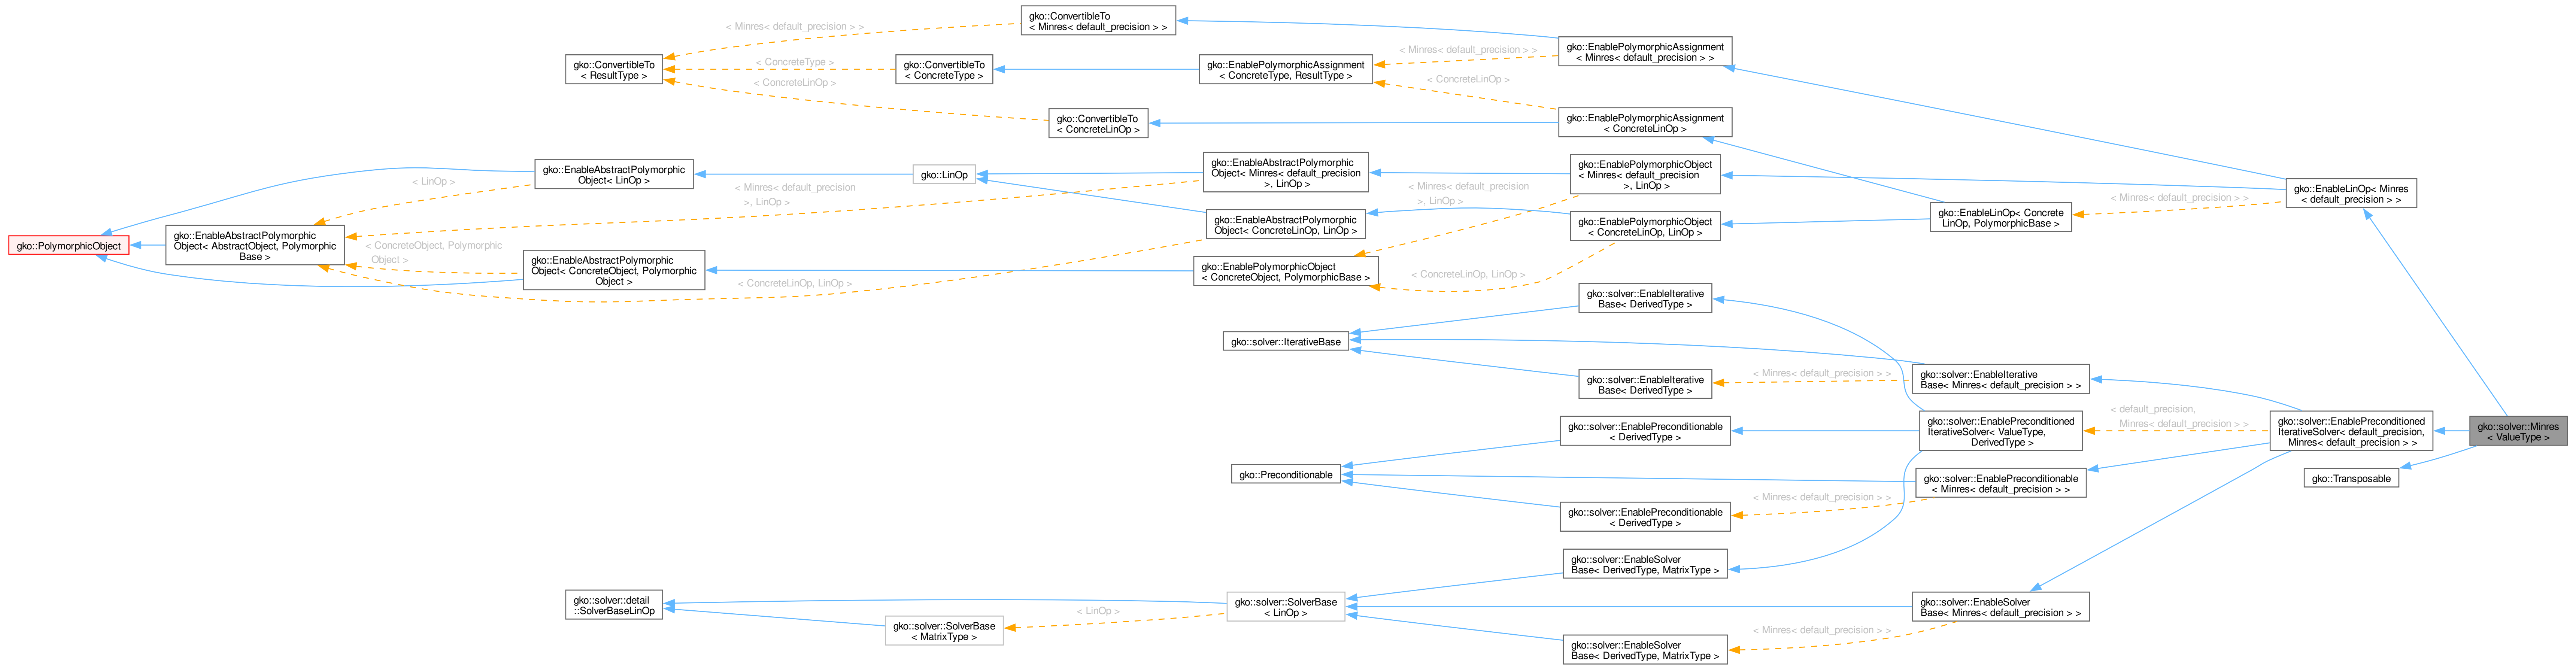 gko::ConvertibleTo
< Minres< default_precision > >
< Minres< default_precision > >
gko::ConvertibleTo
< ResultType >
< ConcreteType >
gko::ConvertibleTo
< ConcreteType >
< ConcreteLinOp >
gko::ConvertibleTo
< ConcreteLinOp >
gko::EnablePolymorphicAssignment
< ConcreteType, ResultType >
< Minres< default_precision > >
gko::EnablePolymorphicAssignment
< Minres< default_precision > >
< ConcreteLinOp >
gko::EnablePolymorphicAssignment
< ConcreteLinOp >
gko::EnableAbstractPolymorphic
Object< LinOp >
< LinOp >
gko::LinOp
gko::EnableAbstractPolymorphic
Object< Minres< default_precision
>, LinOp >
gko::EnablePolymorphicObject
< Minres< default_precision
>, LinOp >
< Minres< default_precision
>, LinOp >
< Minres< default_precision
>, LinOp >
gko::EnableLinOp< Minres
< default_precision > >
gko::EnableLinOp< Concrete
LinOp, PolymorphicBase >
< Minres< default_precision > >
gko::EnableAbstractPolymorphic
Object< ConcreteLinOp, LinOp >
gko::EnablePolymorphicObject
< ConcreteLinOp, LinOp >
gko::PolymorphicObject
gko::EnableAbstractPolymorphic
Object< AbstractObject, Polymorphic
Base >
< ConcreteObject, Polymorphic
Object >
gko::EnableAbstractPolymorphic
Object< ConcreteObject, Polymorphic
Object >
< ConcreteLinOp, LinOp >
gko::EnablePolymorphicObject
< ConcreteObject, PolymorphicBase >
< ConcreteLinOp, LinOp >
gko::solver::EnableIterative
Base< DerivedType >
gko::solver::IterativeBase
gko::solver::EnableIterative
Base< DerivedType >
< Minres< default_precision > >
gko::solver::EnableIterative
Base< Minres< default_precision > >
gko::solver::EnablePreconditionable
< DerivedType >
gko::solver::EnablePreconditioned
IterativeSolver< ValueType,
DerivedType >
< default_precision,
Minres< default_precision > >
gko::solver::EnablePreconditioned
IterativeSolver< default_precision,
Minres< default_precision > >
gko::solver::Minres
< ValueType >
gko::Preconditionable
gko::solver::EnablePreconditionable
< Minres< default_precision > >
gko::Transposable
gko::solver::EnablePreconditionable
< DerivedType >
< Minres< default_precision > >
gko::solver::EnableSolver
Base< DerivedType, MatrixType >
gko::solver::detail
::SolverBaseLinOp
gko::solver::SolverBase
< MatrixType >
< LinOp >
gko::solver::SolverBase
< LinOp >
gko::solver::EnableSolver
Base< Minres< default_precision > >
gko::solver::EnableSolver
Base< DerivedType, MatrixType >
< Minres< default_precision > >